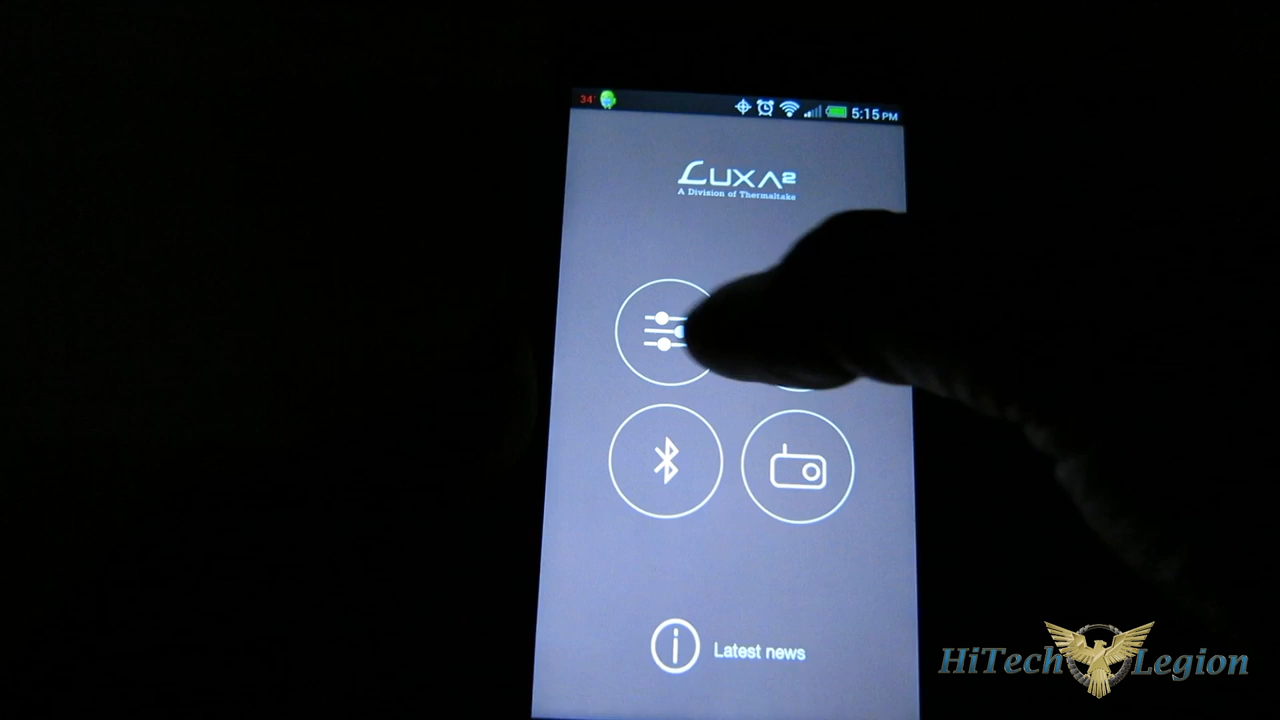 34°
5:15 PM
LUXA2
A Division of Thermaltake
Latest news
HiTech Legion